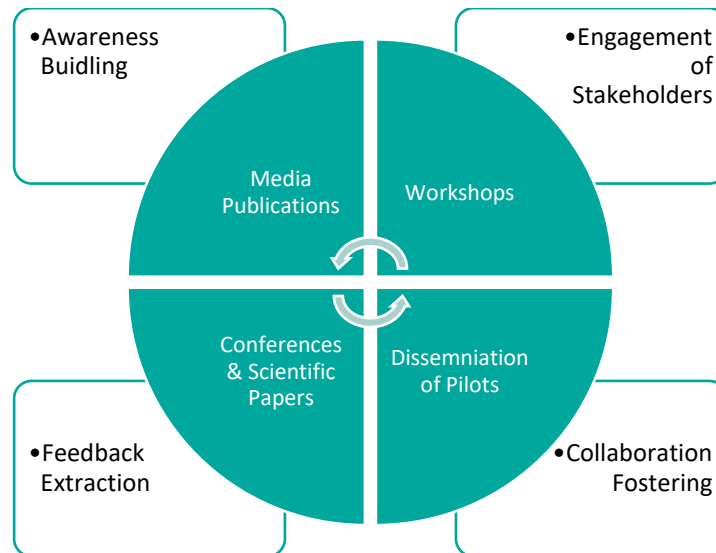 •Awareness
Buidling
•Engagement
of
Stakeholders
Media
Publications
Workshops
Conferences
& Scientific
Papers
Dissemniation
of Pilots
•Feedback
Extraction
•Collaboration
Fostering